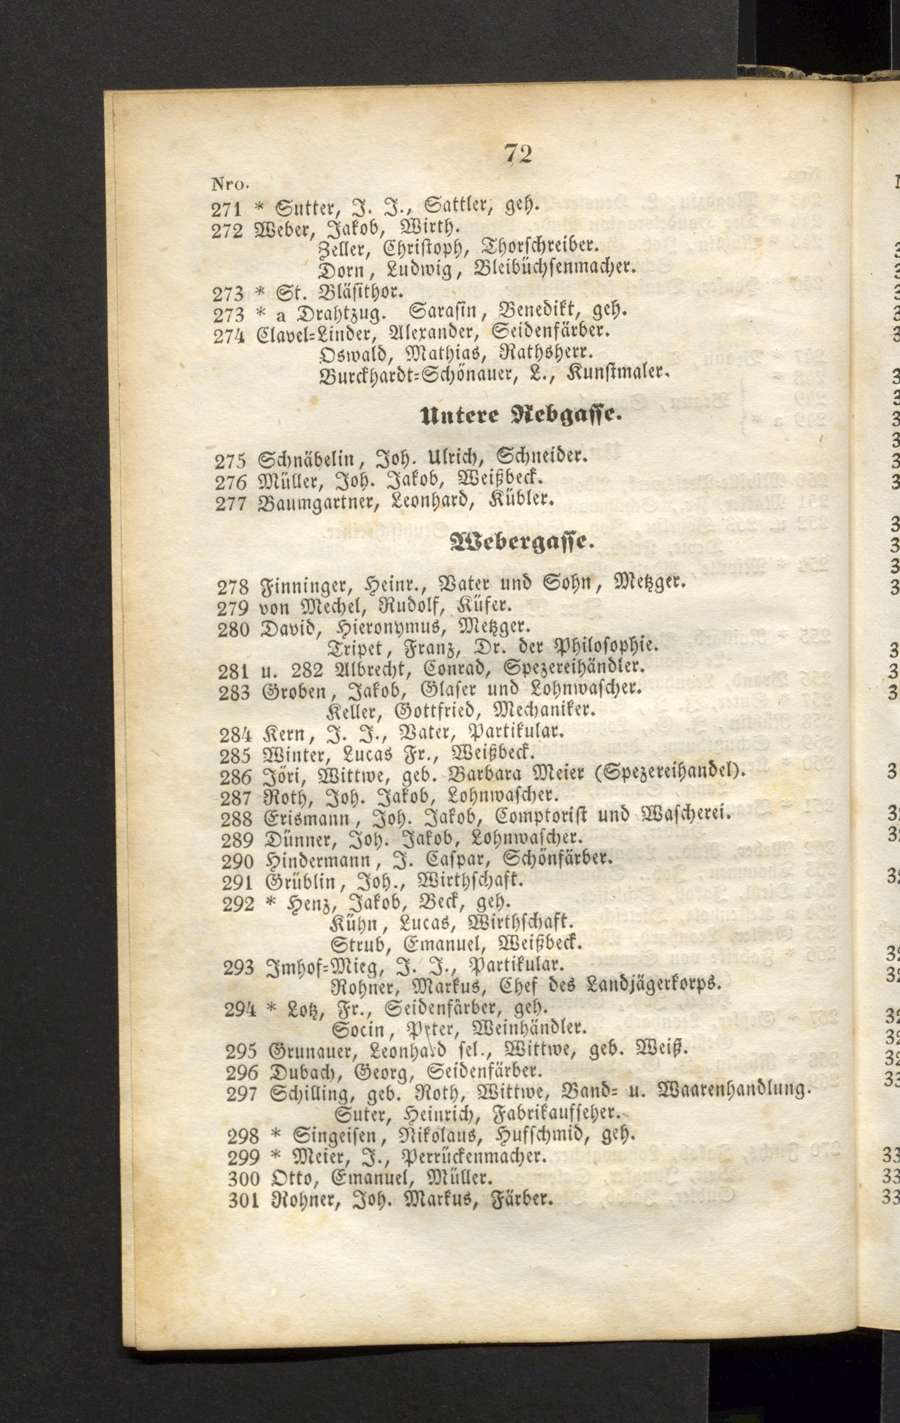 72
Nro.
271 * Sutter, J. J., Sattler, geh.
272 Weber, Jakob, Wirth.
Zeller, Christoph, Thorschreiber.
Dorn, Ludwig, Bleibüchsenmacher.
273 * St. Bläsithor.
273 * a Drahtzug. Sarasin, Benedikt, geh.
274 Clavel-Linder, Alexander, Seidenfärber.
Oswald, Mathias, Rathsherr.
Burckhardt-Schönauer, L., Kunstmaler.
Untere Rebgasse.
275 Schnäbelin, Joh. Ulrich, Schneider.
276 Müller, Joh. Jakob, Weißbeck.
277 Baumgartner, Leonhard, Kübler.
Webergasse.
278 Finninger, Heinr., Vater und Sohn, Metzger.
279 von Mechel, Rudolf, Küfer.
280 David, Hieronymus, Metzger.
Tripet, Franz, Dr. der Philosophie.
281 u. 282 Albrecht, Conrad, Spezereihändler.
283 Groben, Jakob, Glaser und Lohnwascher.
Keller, Gottfried, Mechaniker.
284 Kern, J. J., Vater, Partikular.
285 Winter, Lucas Fr., Weißbeck.
286 Jöri, Wittwe, geb. Barbara Meier (Spezereihandel).
287 Roth, Joh. Jakob, Lohnwascher.
288 Erismann, Joh. Jakob, Comptorist und Wascherei.
289 Dünner, Joh. Jakob, Lohnwascher.
290 Hindermann, J. Caspar, Schönfärber.
291 Grüblin, Joh., Wirthschaft.
292 * Henz, Jakob, Beck, geh.
Kühn, Lucas, Wirthschaft.
Strub, Emanuel, Weißbeck.
293 Imhof-Mieg, J. J., Partikular.
Rohner, Markus, Chef des Landjägerkorps.
294 * Lotz, Fr., Seidenfärber, geh.
Socin, Peter, Weinhändler.
295 Grunauer, Leonhard sel., Wittwe, geb. Weiß.
296 Dubach, Georg, Seidenfärber.
297 Schilling, geb. Roth, Wittwe, Band- u. Waarenhandlung.
Suter, Heinrich, Fabrikaufseher.
298 * Singeisen, Nikolaus, Hufschmid, geh.
299 * Meier, J., Perrückenmacher.
300 Otto, Emanuel, Müller.
301 Rohner, Joh. Markus, Färber.